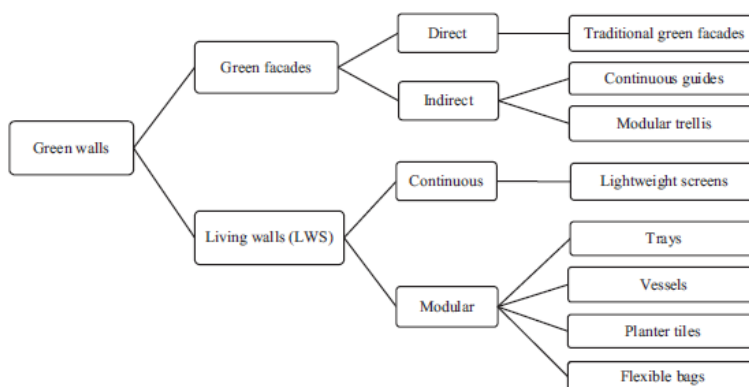 Green walls
Green facades
Direct
Traditional green facades
Indirect
Continuous guides
Modular trellis
Living walls (LWS)
Continuous
Lightweight screens
Modular
Trays
Vessels
Planter tiles
Flexible bags